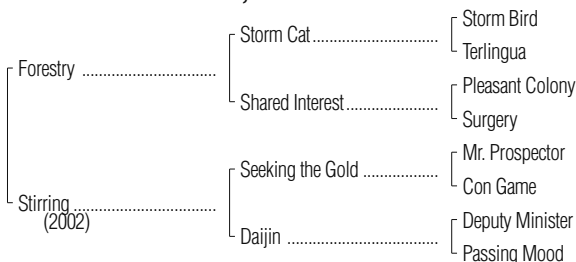 Storm Bird
Storm Cat
Terlingua
Forestry
Pleasant Colony
Shared Interest
Surgery
Mr. Prospector
Seeking the Gold
Con Game
Stirring
(2002)
Deputy Minister
Daijin
Passing Mood